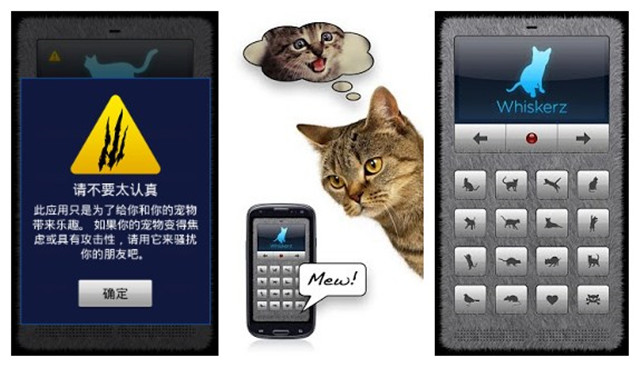 请不要太认真
此应用只是为了给你和你的宠物
带来乐趣。 如果你的宠物变得焦
虑或具有攻击性，请用它来骚扰
你的朋友吧。
确定
Whiskerz
Mew!
Whiskerz